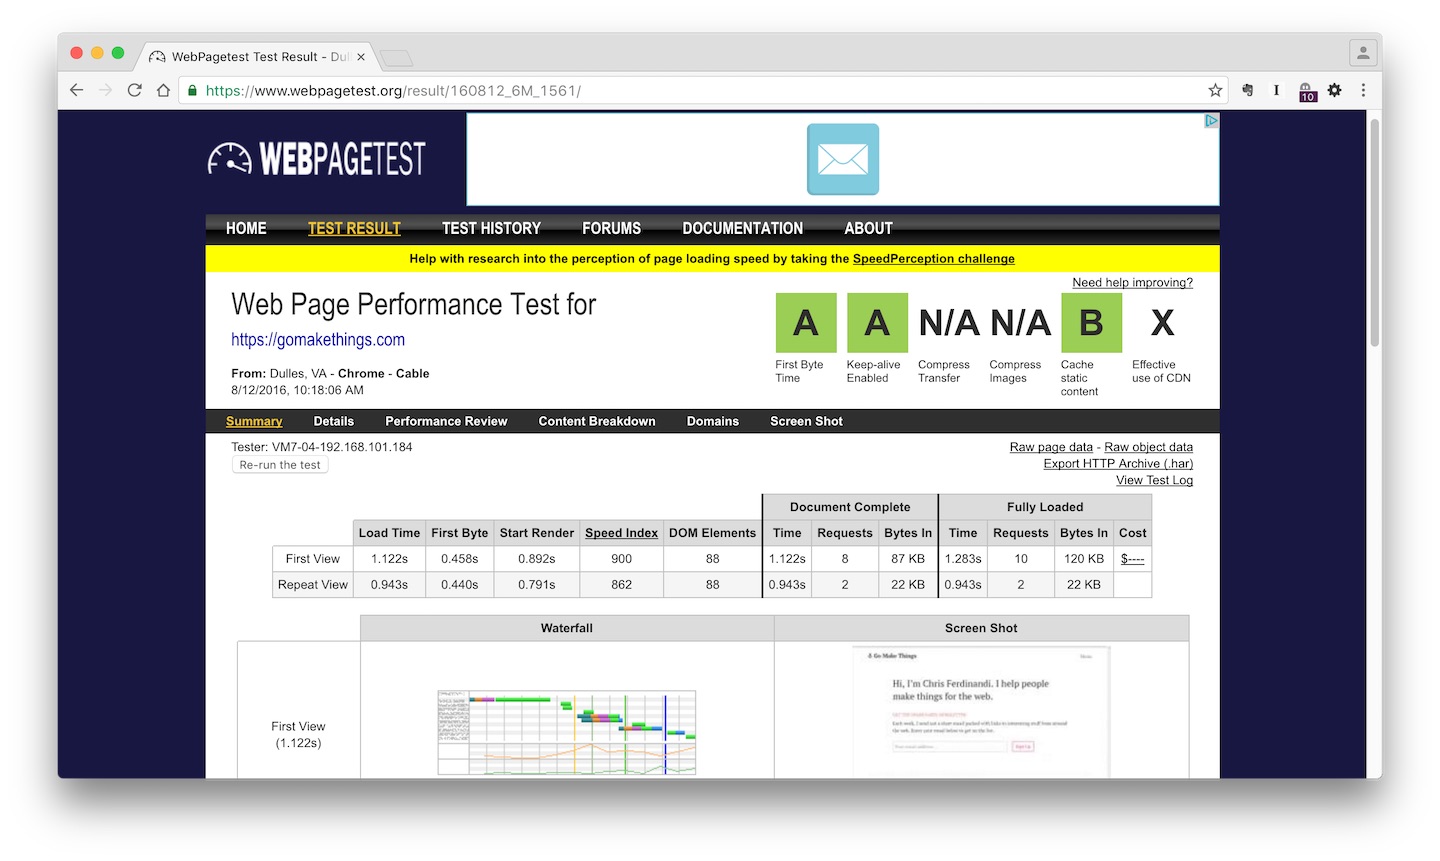 WebPagetest Test Result - Du
https://www.webpagetest.org/result/160812_6M_1561/
I
10
WEBPAGETEST
HOME TEST RESULT TEST HISTORY FORUMS DOCUMENTATION ABOUT
Help with research into the perception of page loading speed by taking the SpeedPerception challenge
Need help improving?
Web Page Performance Test for
https://gomakethings.com
From: Dulles, VA - Chrome - Cable
8/12/2016, 10:18:06 AM
A A N/A N/A B X
First Byte Time
Keep-alive Enabled
Compress Transfer
Compress Images
Cache static content
Effective use of CDN
Summary Details Performance Review Content Breakdown Domains Screen Shot
Tester: VM7-04-192.168.101.184
Re-run the test
Raw page data - Raw object data
Export HTTP Archive (.har)
View Test Log
Document Complete Fully Loaded
Load Time First Byte Start Render Speed Index DOM Elements Time Requests Bytes In Time Requests Bytes In Cost
First View 1.122s 0.458s 0.892s 900 88 1.122s 8 87 KB 1.283s 10 120 KB $----
Repeat View 0.943s 0.440s 0.791s 862 88 0.943s 2 22 KB 0.943s 2 22 KB
Waterfall Screen Shot
First View
(1.122s)
Go Make Things
Hi, I'm Chris Ferdinandi. I help people
make things for the web.